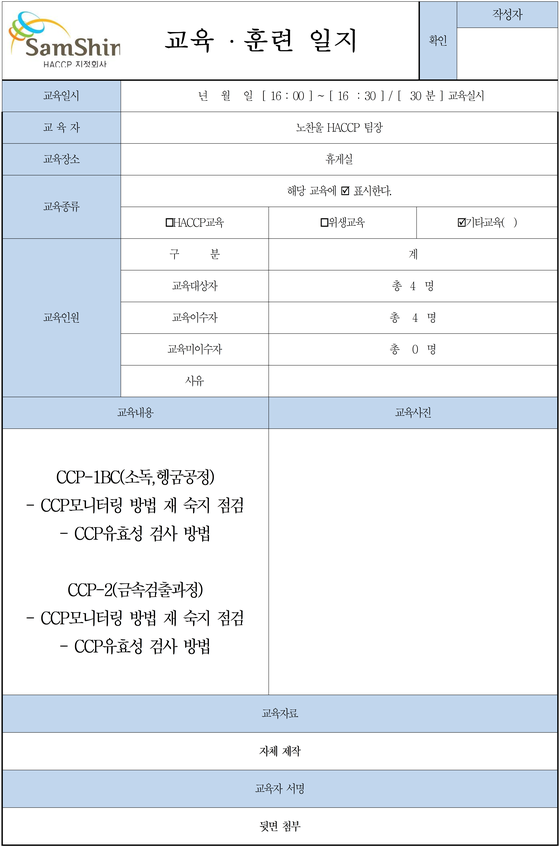 SamShin
HACCP 지정회사
교육 · 훈련 일지
확인
작성자
교육일시
년 월 일 [ 16 : 00 ] ~ [ 16 : 30 ] / [ 30 분 ] 교육실시
교 육 자
노찬울 HACCP 팀장
교육장소
휴게실
교육종류
해당 교육에 ☑ 표시한다.
☐HACCP교육
☐위생교육
☑기타교육( )
교육인원
구 분
계
교육대상자
총 4 명
교육이수자
총 4 명
교육미이수자
총 0 명
사유
교육내용
교육사진
CCP-1BC(소독,헹굼공정)
- CCP모니터링 방법 재 숙지 점검
- CCP유효성 검사 방법
CCP-2(금속검출과정)
- CCP모니터링 방법 재 숙지 점검
- CCP유효성 검사 방법
교육자료
자체 제작
교육자 서명
뒷면 첨부